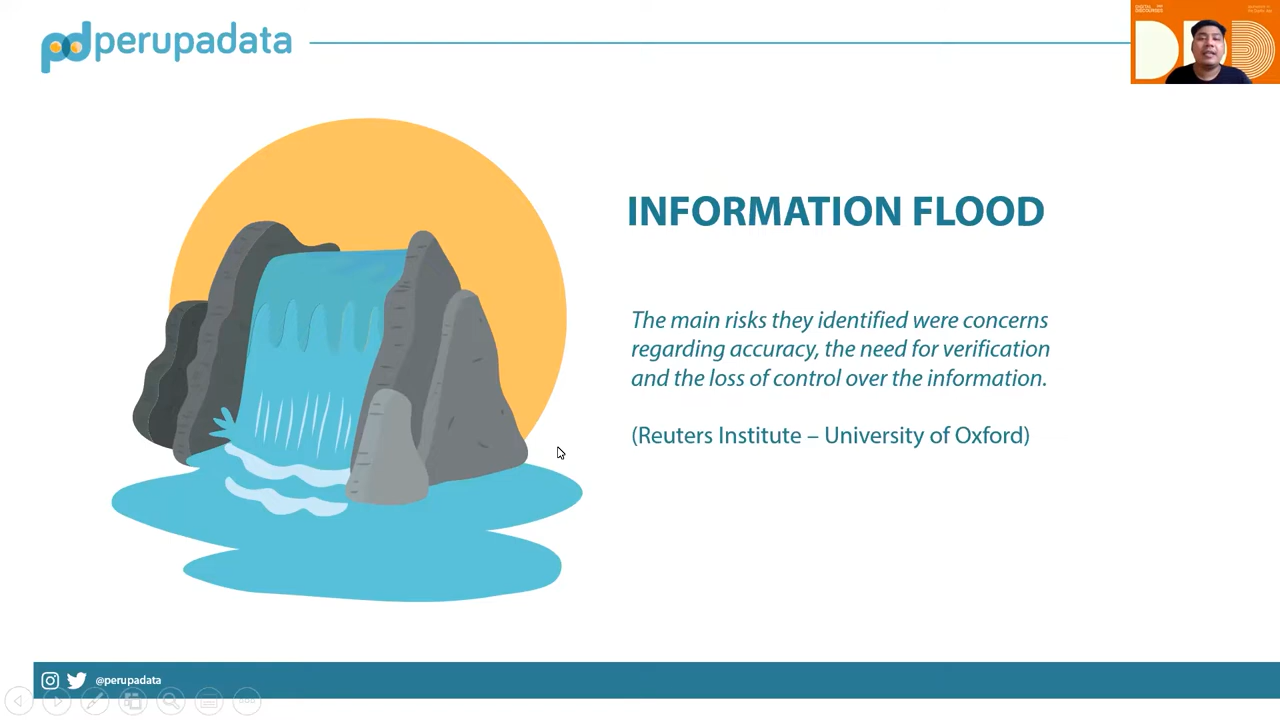 pd perupadata
INFORMATION FLOOD
The main risks they identified were concerns
regarding accuracy, the need for verification
and the loss of control over the information.
(Reuters Institute – University of Oxford)
@perupadata